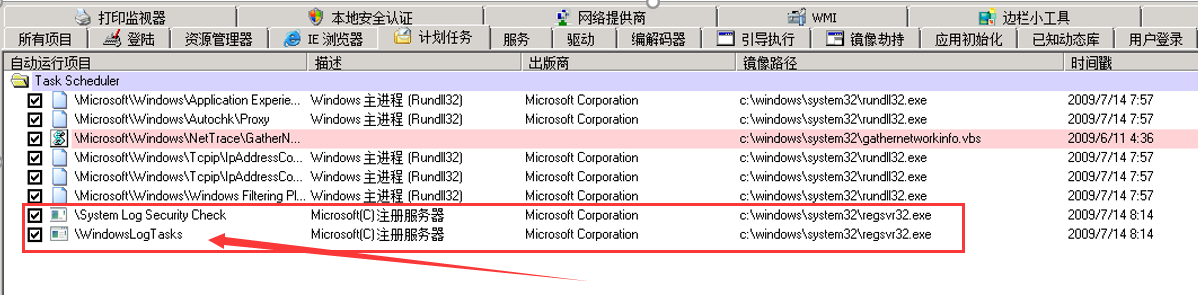 打印监视器 本地安全认证 网络提供商 WMI 边栏小工具
所有项目 登陆 资源管理器 IE 浏览器 计划任务 服务 驱动 编解码器 引导执行 镜像劫持 应用初始化 已知动态库 用户登录
自动运行项目 描述 出版商 镜像路径 时间戳
Task Scheduler
\Microsoft\Windows\Application Experie... Windows 主进程 (Rundll32) Microsoft Corporation c:\windows\system32\rundll32.exe 2009/7/14 7:57
\Microsoft\Windows\Autochk\Proxy Windows 主进程 (Rundll32) Microsoft Corporation c:\windows\system32\rundll32.exe 2009/7/14 7:57
\Microsoft\Windows\NetTrace\GatherN... c:\windows\system32\gathernetworkinfo.vbs 2009/6/11 4:36
\Microsoft\Windows\Tcpip\IpAddressCo... Windows 主进程 (Rundll32) Microsoft Corporation c:\windows\system32\rundll32.exe 2009/7/14 7:57
\Microsoft\Windows\Tcpip\IpAddressCo... Windows 主进程 (Rundll32) Microsoft Corporation c:\windows\system32\rundll32.exe 2009/7/14 7:57
\Microsoft\Windows\Windows Filtering Pl... Windows 主进程 (Rundll32) Microsoft Corporation c:\windows\system32\rundll32.exe 2009/7/14 7:57
\System Log Security Check Microsoft(C)注册服务器 Microsoft Corporation c:\windows\system32\regsvr32.exe 2009/7/14 8:14
\WindowsLogTasks Microsoft(C)注册服务器 Microsoft Corporation c:\windows\system32\regsvr32.exe 2009/7/14 8:14